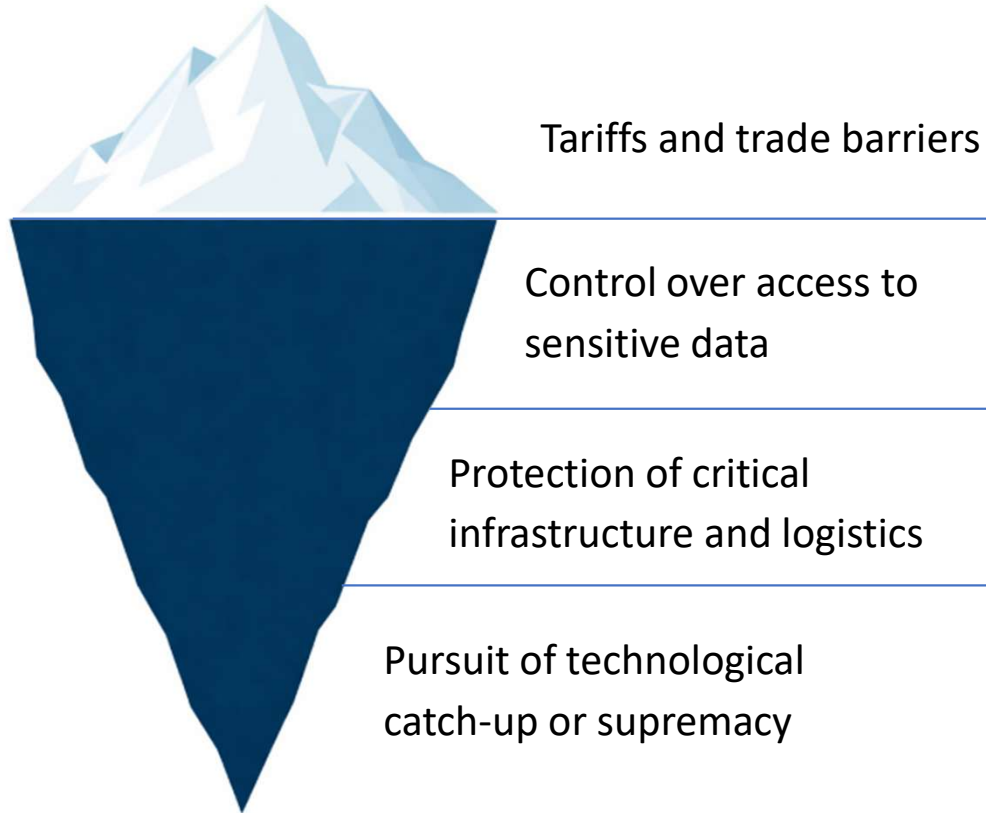 Tariffs and trade barriers
Control over access to
sensitive data
Protection of critical
infrastructure and logistics
Pursuit of technological
catch-up or supremacy